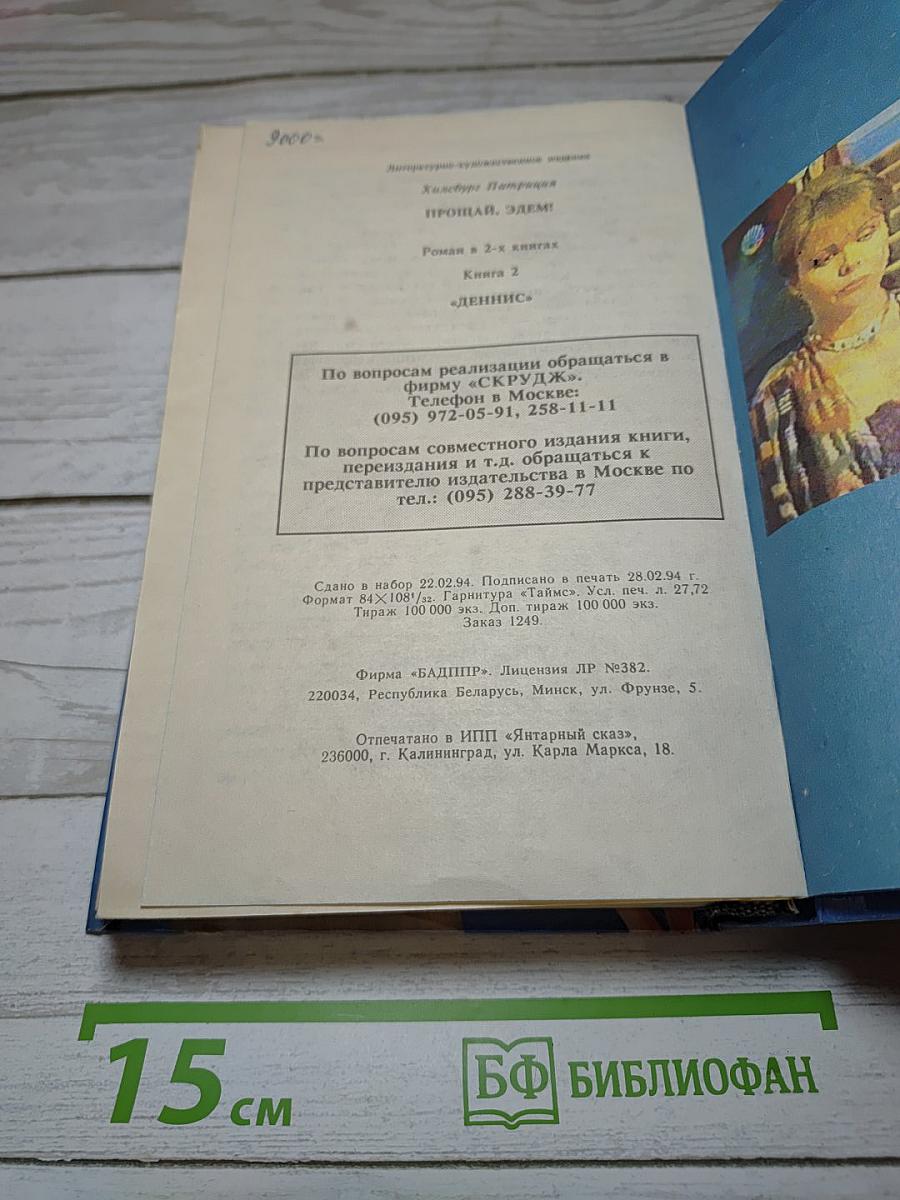 9000=
Литературно-художественное издание
Хилсбург Патриция
ПРОЩАЙ, ЭДЕМ!
Роман в 2-х книгах
Книга 2
«ДЕННИС»
По вопросам реализации обращаться в
фирму «СКРУДЖ».
Телефон в Москве:
(095) 972-05-91, 258-11-11
По вопросам совместного издания книги,
переиздания и т.д. обращаться к
представителю издательства в Москве по
тел.: (095) 288-39-77
Сдано в набор 22.02.94. Подписано в печать 28.02.94 г.
Формат 84×108¹/₃₂. Гарнитура «Таймс». Усл. печ. л. 27,72
Тираж 100 000 экз. Доп. тираж 100 000 экз.
Заказ 1249.
Фирма «БАДППР». Лицензия ЛР №382.
220034, Республика Беларусь, Минск, ул. Фрунзе, 5.
Отпечатано в ИПП «Янтарный сказ»,
236000, г. Калининград, ул. Карла Маркса, 18.
15 см
БФ БИБЛИОФАН